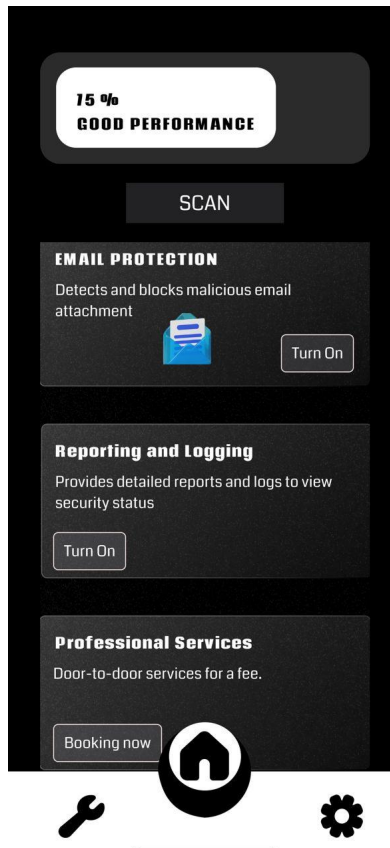 75 %
GOOD PERFORMANCE
SCAN
EMAIL PROTECTION
Detects and blocks malicious email
attachment
Turn On
Reporting and Logging
Provides detailed reports and logs to view
security status
Turn On
Professional Services
Door-to-door services for a fee.
Booking now